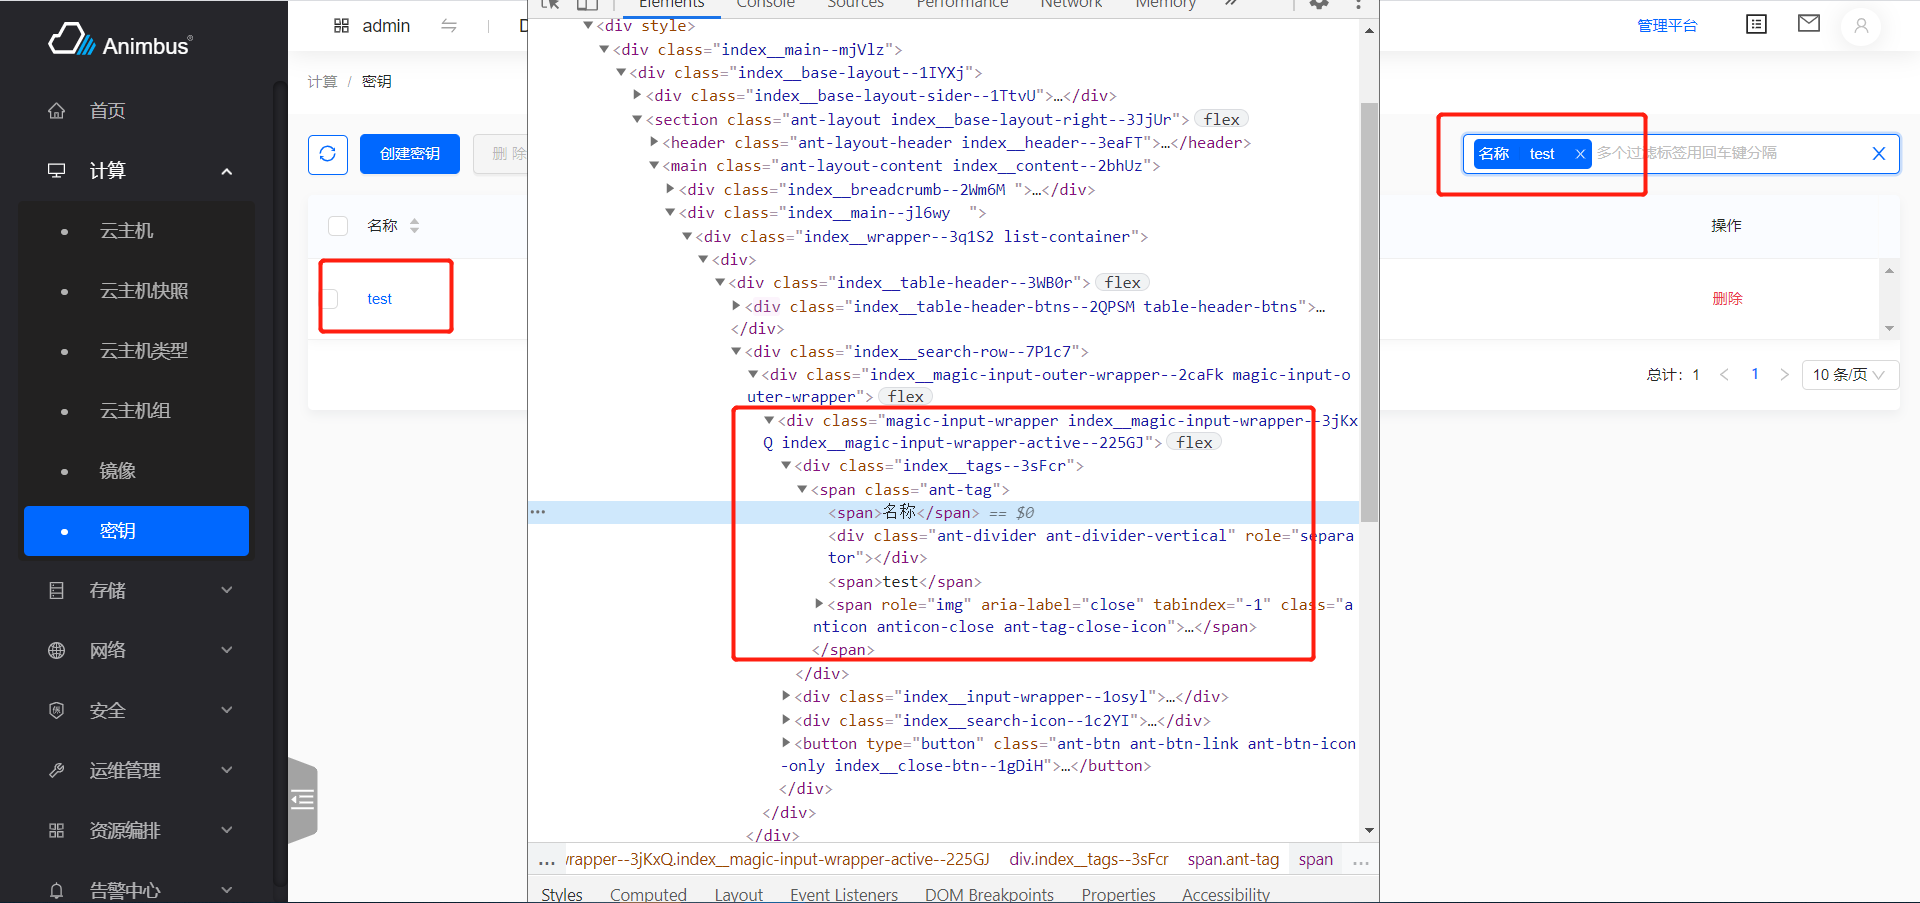 Animbus®
首页
计算
云主机
云主机快照
云主机类型
云主机组
镜像
密钥
存储
网络
安全
运维管理
资源编排
告警中心
admin
计算 / 密钥
创建密钥
删 除
名称
test
Elements Console Sources Performance Network Memory
<div style>
<div class="index__main--mjVlz">
<div class="index__base-layout--1IYXj">
<div class="index__base-layout-sider--1TtvU">…</div>
<section class="ant-layout index__base-layout-right--3JjUr"> flex
<header class="ant-layout-header index__header--3eaFT">…</header>
<main class="ant-layout-content index__content--2bhUz">
<div class="index__breadcrumb--2Wm6M ">…</div>
<div class="index__main--jl6wy  ">
<div class="index__wrapper--3q1S2 list-container">
<div>
<div class="index__table-header--3WB0r"> flex
<div class="index__table-header-btns--2QPSM table-header-btns">…
</div>
<div class="index__search-row--7P1c7">
<div class="index__magic-input-outer-wrapper--2caFk magic-input-o
uter-wrapper"> flex
<div class="magic-input-wrapper index__magic-input-wrapper--3jKx
Q index__magic-input-wrapper-active--225GJ"> flex
<div class="index__tags--3sFcr">
<span class="ant-tag">
… <span>名称</span> == $0
<div class="ant-divider ant-divider-vertical" role="separa
tor"></div>
<span>test</span>
<span role="img" aria-label="close" tabindex="-1" class="a
nticon anticon-close ant-tag-close-icon">…</span>
</span>
</div>
<div class="index__input-wrapper--1osyl">…</div>
<div class="index__search-icon--1c2YI">…</div>
<button type="button" class="ant-btn ant-btn-link ant-btn-icon
-only index__close-btn--1gDiH">…</button>
</div>
</div>
</div>
… wrapper--3jKxQ.index__magic-input-wrapper-active--225GJ div.index__tags--3sFcr span.ant-tag span …
Styles Computed Layout Event Listeners DOM Breakpoints Properties Accessibility
管理平台
名称 test 多个过滤标签用回车键分隔
操作
删除
总计: 1 < 1 > 10 条/页